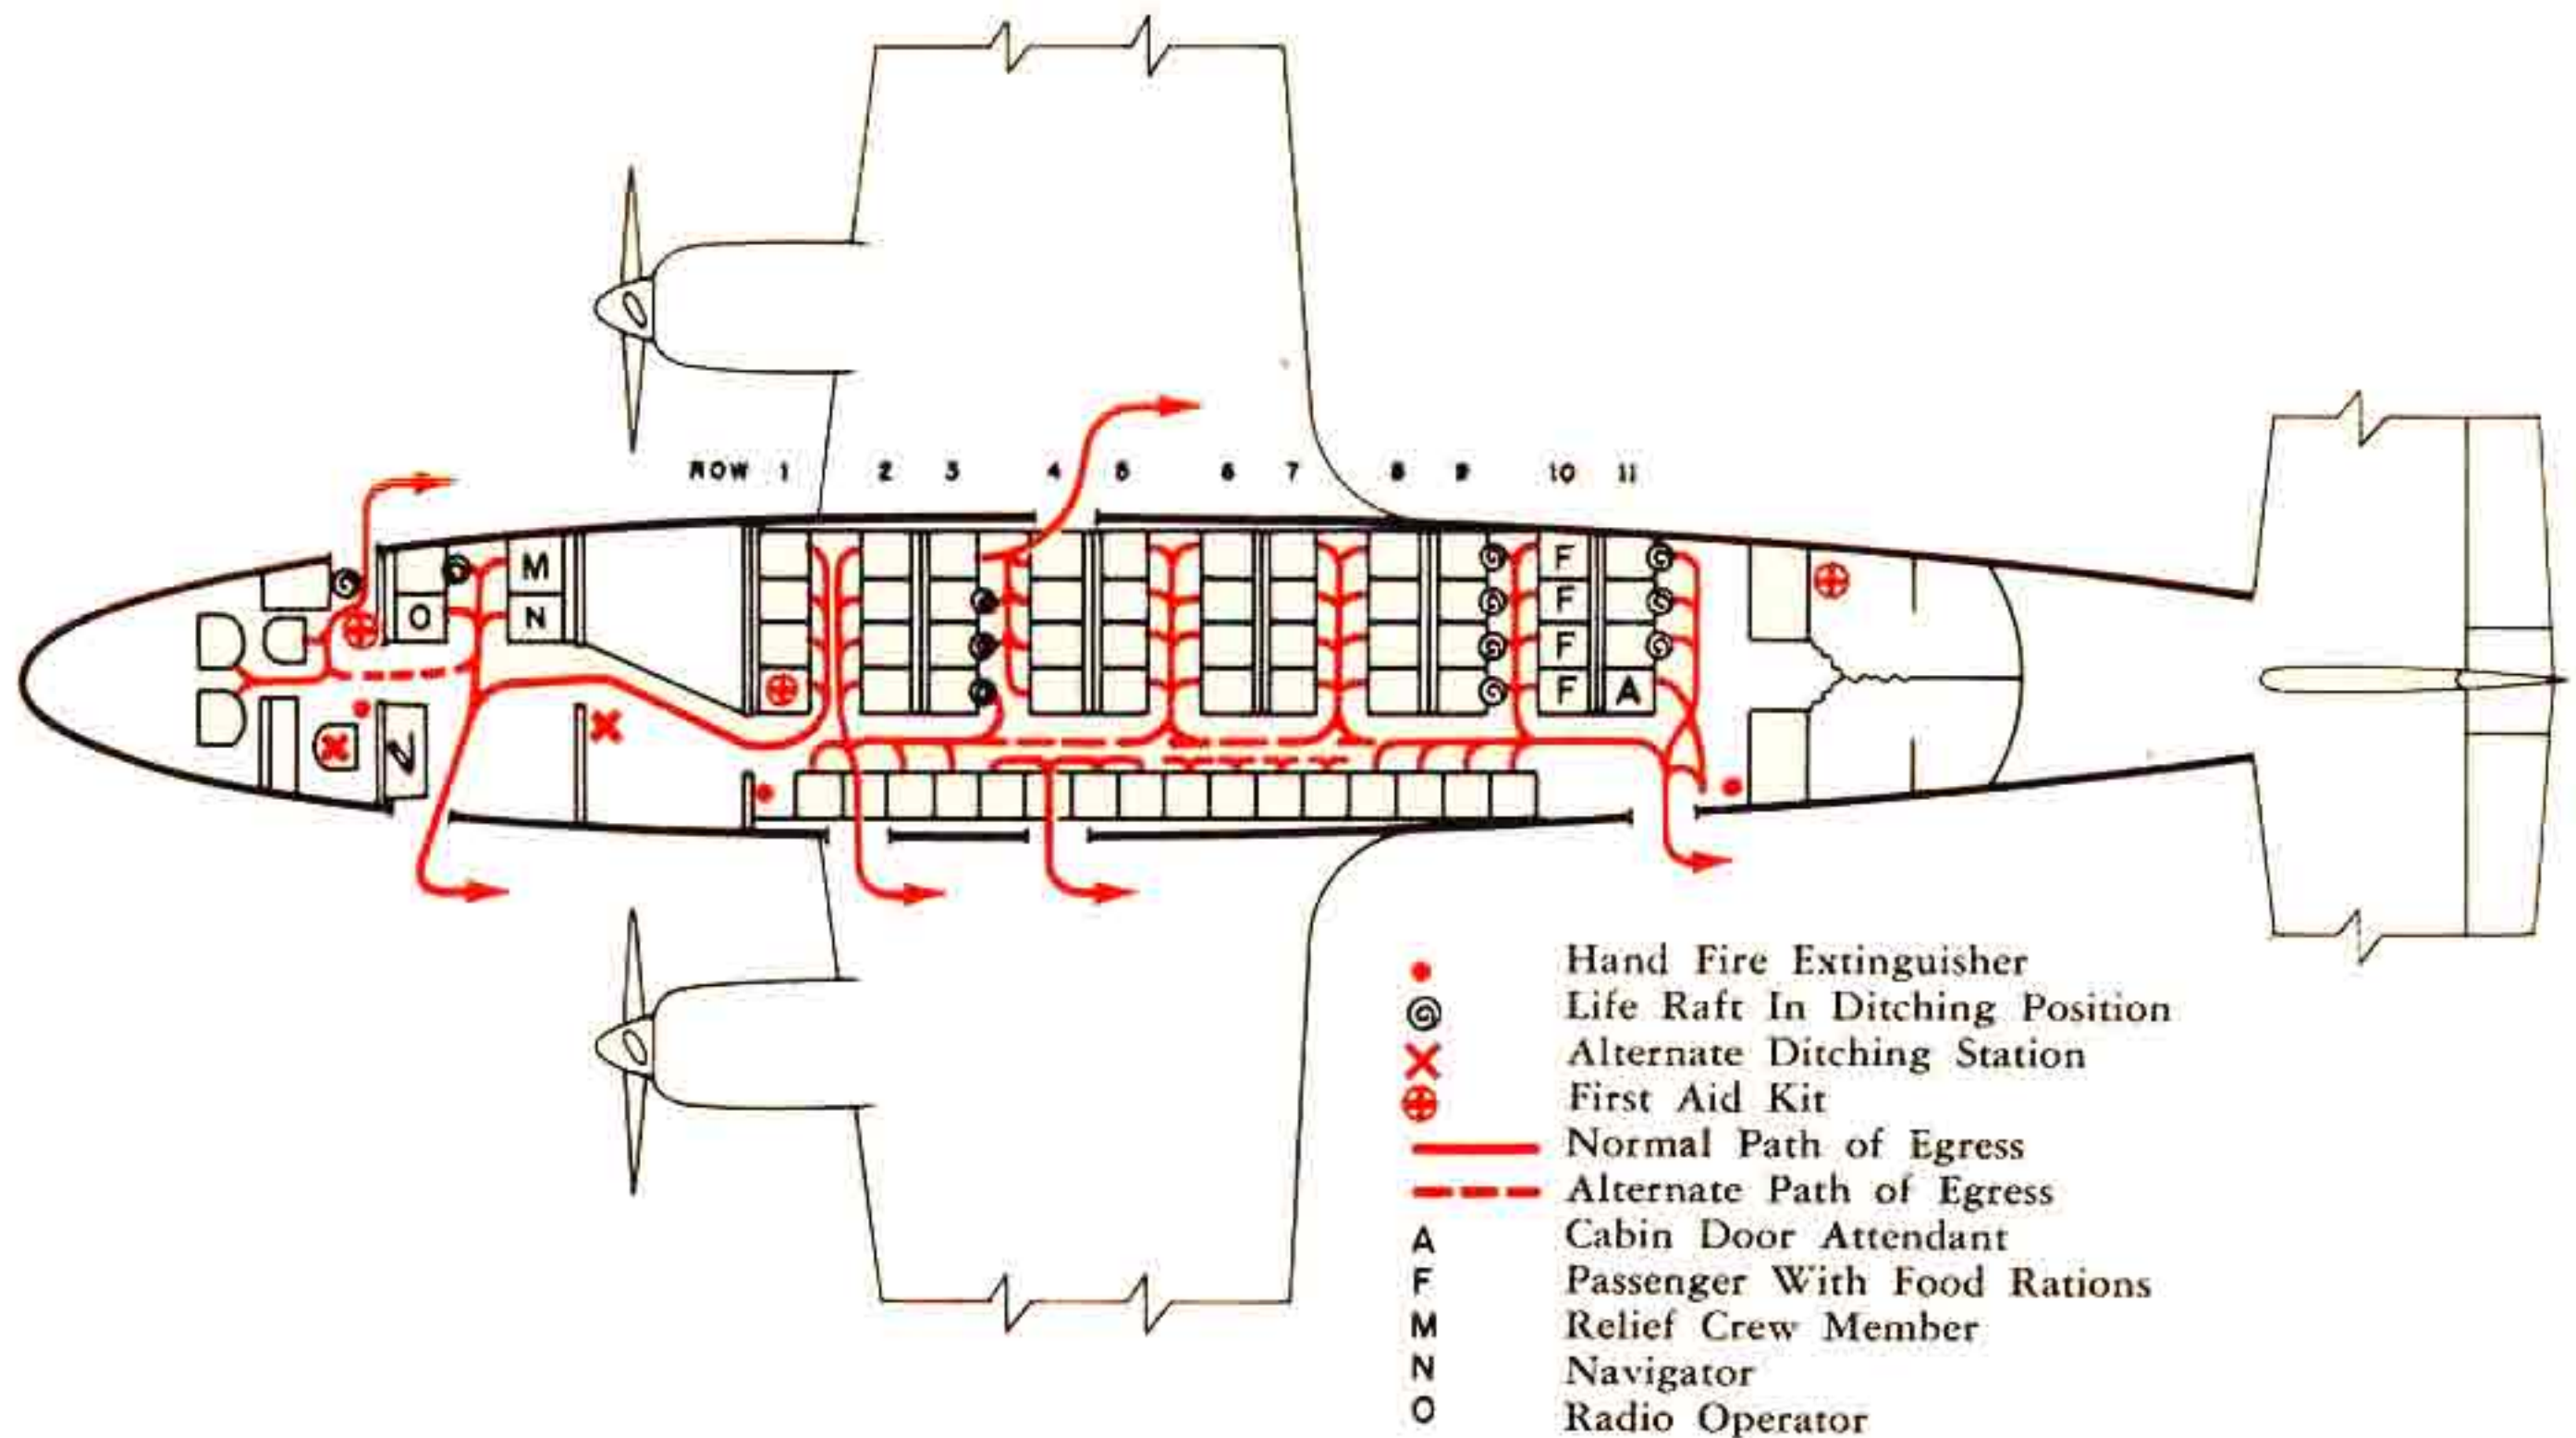 ROW 1 2 3 4 5 6 7 8 9 10 11
M
O N
F
F
F
F A
Hand Fire Extinguisher
Life Raft In Ditching Position
Alternate Ditching Station
First Aid Kit
Normal Path of Egress
Alternate Path of Egress
A Cabin Door Attendant
F Passenger With Food Rations
M Relief Crew Member
N Navigator
O Radio Operator